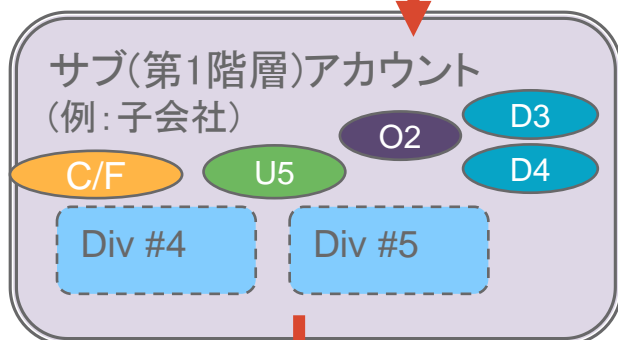 サブ(第1階層)アカウント
(例:子会社)
O2
D3
D4
C/F
U5
Div #4
Div #5